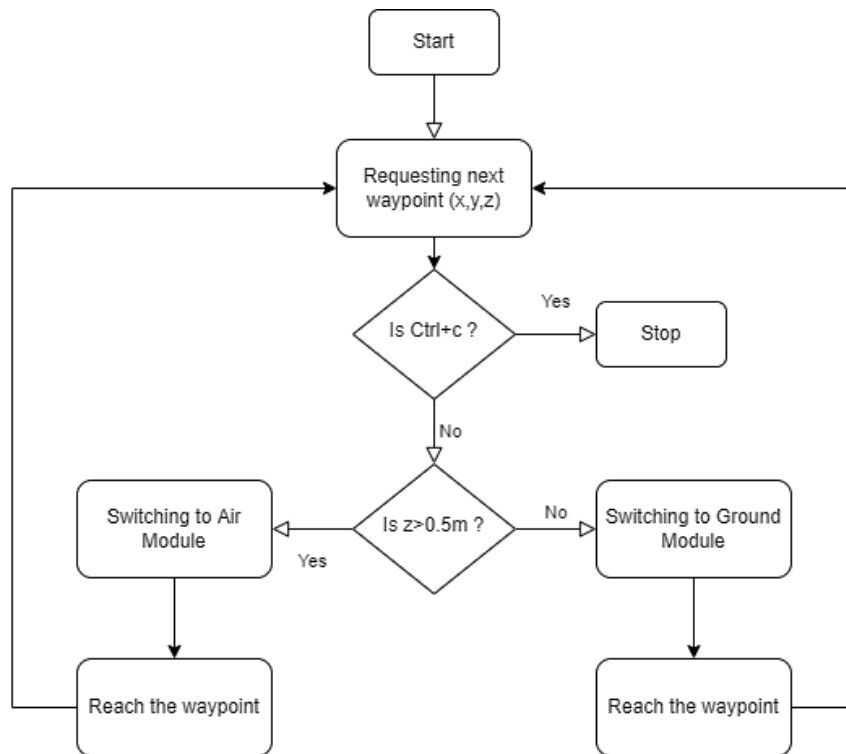 Start
Requesting next
waypoint (x,y,z)
Is Ctrl+c ?
Yes
Stop
No
Is z>0.5m ?
Yes
No
Switching to Air
Module
Switching to Ground
Module
Reach the waypoint
Reach the waypoint